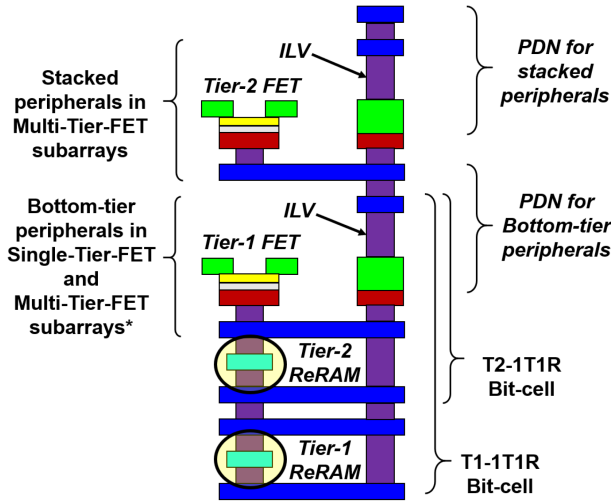 Stacked
peripherals in
Multi-Tier-FET
subarrays
Tier-2 FET
ILV
PDN for
stacked
peripherals
Bottom-tier
peripherals in
Single-Tier-FET
and
Multi-Tier-FET
subarrays*
Tier-1 FET
ILV
PDN for
Bottom-tier
peripherals
Tier-2
ReRAM
T2-1T1R
Bit-cell
Tier-1
ReRAM
T1-1T1R
Bit-cell